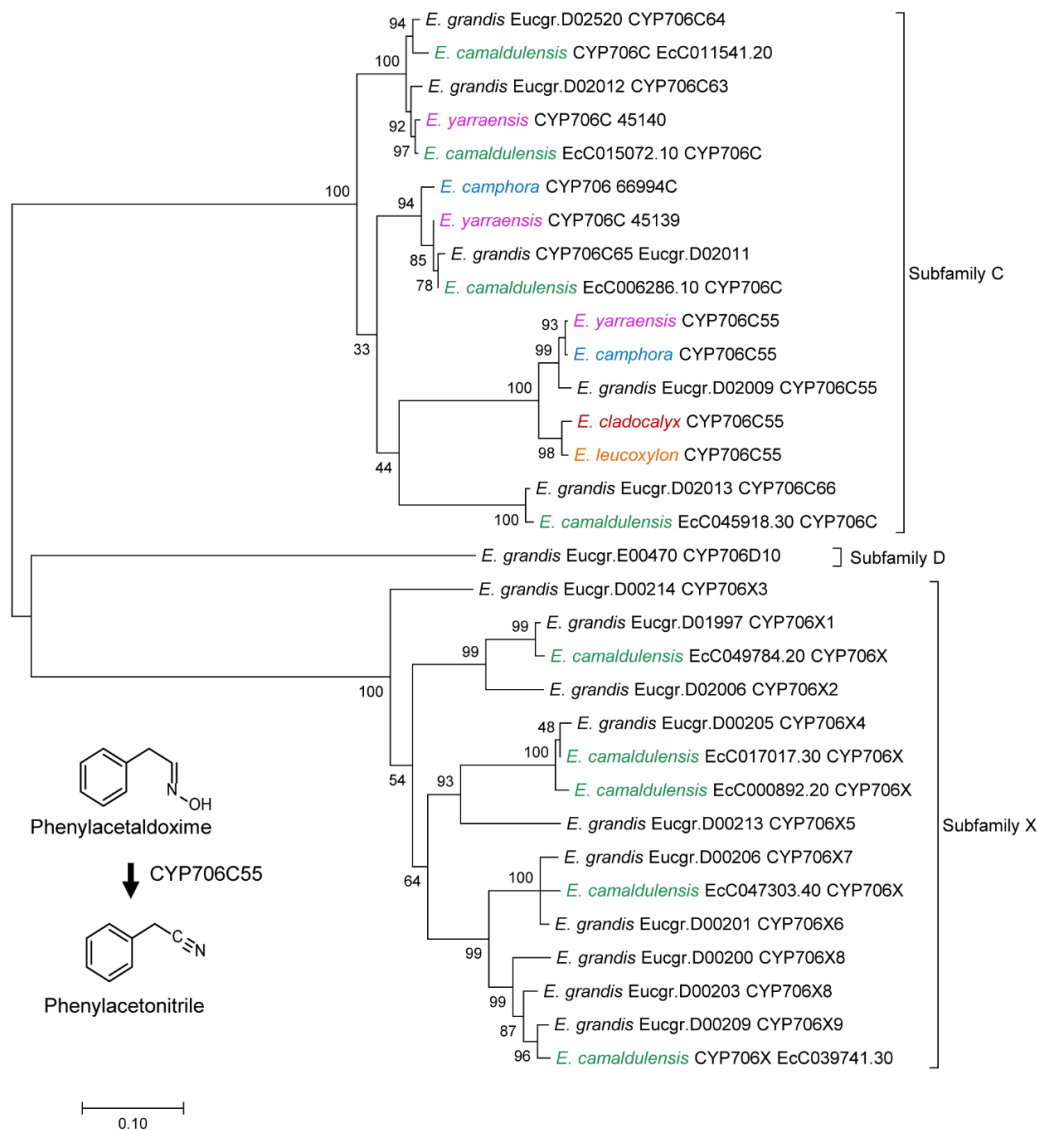 94
E. grandis Eucgr.D02520 CYP706C64
E. camaldulensis CYP706C EcC011541.20
100
E. grandis Eucgr.D02012 CYP706C63
92
E. yarraensis CYP706C 45140
97
E. camaldulensis EcC015072.10 CYP706C
100
E. camphora CYP706 66994C
94
E. yarraensis CYP706C 45139
85
E. grandis CYP706C65 Eucgr.D02011
78
E. camaldulensis EcC006286.10 CYP706C
Subfamily C
33
93
E. yarraensis CYP706C55
99
E. camphora CYP706C55
100
E. grandis Eucgr.D02009 CYP706C55
E. cladocalyx CYP706C55
98
E. leucoxylon CYP706C55
44
E. grandis Eucgr.D02013 CYP706C66
100
E. camaldulensis EcC045918.30 CYP706C
E. grandis Eucgr.E00470 CYP706D10
Subfamily D
E. grandis Eucgr.D00214 CYP706X3
99
E. grandis Eucgr.D01997 CYP706X1
99
E. camaldulensis EcC049784.20 CYP706X
100
E. grandis Eucgr.D02006 CYP706X2
48
E. grandis Eucgr.D00205 CYP706X4
100
E. camaldulensis EcC017017.30 CYP706X
54
93
E. camaldulensis EcC000892.20 CYP706X
E. grandis Eucgr.D00213 CYP706X5
Subfamily X
64
E. grandis Eucgr.D00206 CYP706X7
100
E. camaldulensis EcC047303.40 CYP706X
E. grandis Eucgr.D00201 CYP706X6
99
E. grandis Eucgr.D00200 CYP706X8
99
E. grandis Eucgr.D00203 CYP706X8
87
E. grandis Eucgr.D00209 CYP706X9
96
E. camaldulensis CYP706X EcC039741.30
N
OH
Phenylacetaldoxime
CYP706C55
C
N
Phenylacetonitrile
0.10